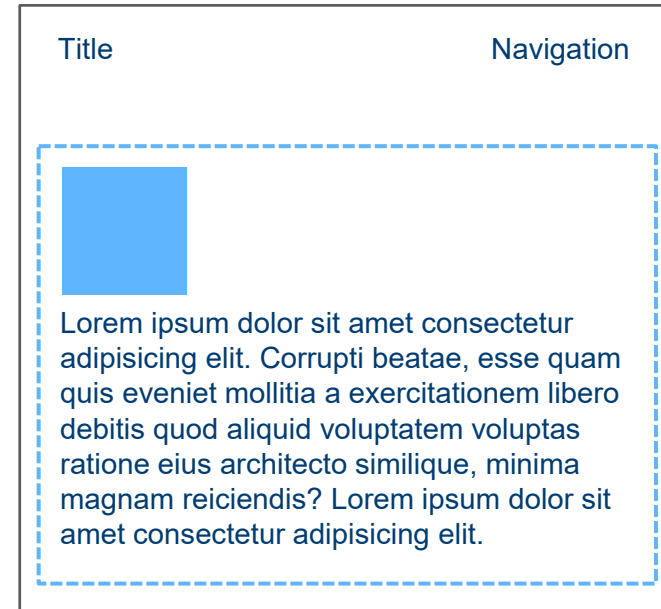 Title Navigation
Lorem ipsum dolor sit amet consectetur
adipisicing elit. Corrupti beatae, esse quam
quis eveniet mollitia a exercitationem libero
debitis quod aliquid voluptatem voluptas
ratione eius architecto similique, minima
magnam reiciendis? Lorem ipsum dolor sit
amet consectetur adipisicing elit.